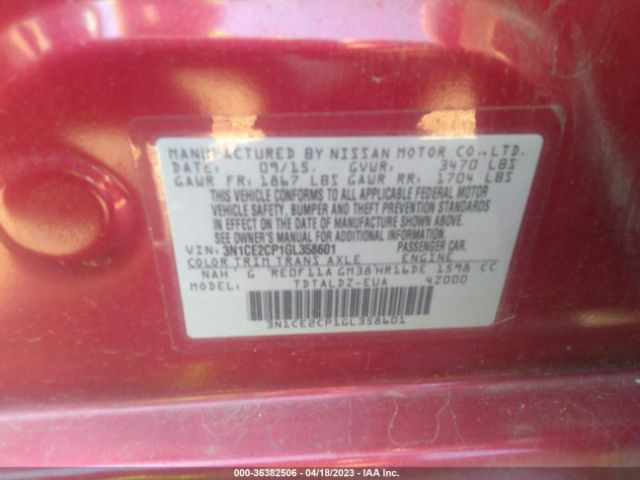 MANUFACTURED BY NISSAN MOTOR CO.,LTD.
DATE: 09/15. GVWR: 3470 LBS
GAWR FR: 1867 LBS GAWR RR: 1704 LBS
THIS VEHICLE CONFORMS TO ALL APPLICABLE FEDERAL MOTOR
VEHICLE SAFETY, BUMPER AND THEFT PREVENTION STANDARDS
IN EFFECT ON THE DATE OF MANUFACTURE SHOWN ABOVE.
SEE OWNER'S MANUAL FOR ADDITIONAL INFORMATION.
VIN: 3N1CE2CP1GL358601 PASSENGER CAR.
COLOR TRIM TRANS AXLE ENGINE
NAH G RE0F11A GM38 HR16DE 1598 CC
TDTALDZ-EUA 4Z000
3N1CE2CP1GL358601
000-36382506 - 04/18/2023 - IAA Inc.